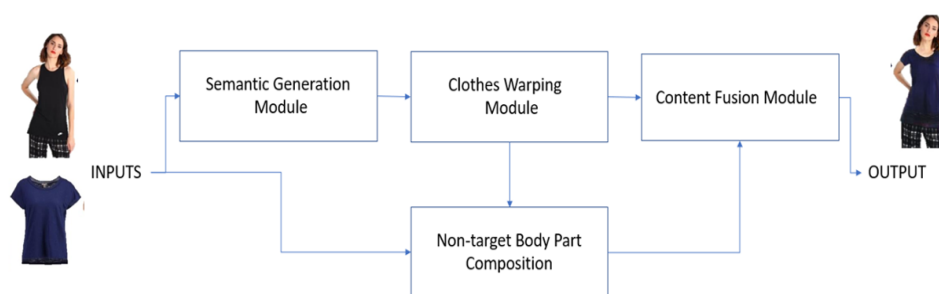 Semantic Generation
Module
Clothes Warping
Module
Content Fusion Module
INPUTS
OUTPUT
Non-target Body Part
Composition